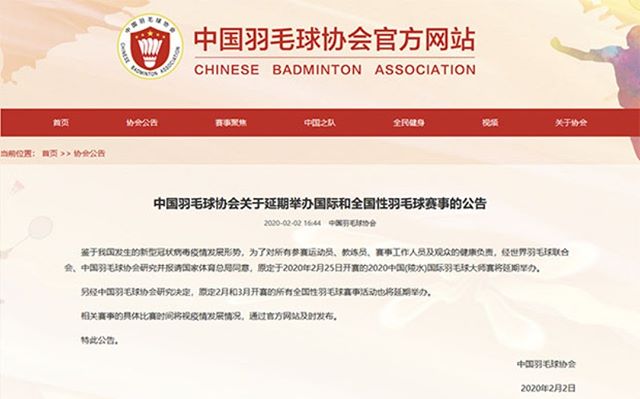 中国羽毛球协会
CHINESE BADMINTON ASSOCIATION
中国羽毛球协会官方网站
CHINESE BADMINTON ASSOCIATION
首页 协会公告 赛事聚焦 中国之队 全民健身 视频 关于协会
当前位置： 首页 >> 协会公告
中国羽毛球协会关于延期举办国际和全国性羽毛球赛事的公告
2020-02-02 16:44 中国羽毛球协会
鉴于我国发生的新型冠状病毒疫情发展形势，为了对所有参赛运动员、教练员、赛事工作人员及观众的健康负责，经世界羽毛球联合
会、中国羽毛球协会研究并报请国家体育总局同意，原定于2020年2月25日开赛的2020中国(陵水)国际羽毛球大师赛将延期举办。
另经中国羽毛球协会研究决定，原定2月和3月开赛的所有全国性羽毛球赛事活动也将延期举办。
相关赛事的具体比赛时间将视疫情发展情况，通过官方网站及时发布。
特此公告。
中国羽毛球协会
2020年2月2日